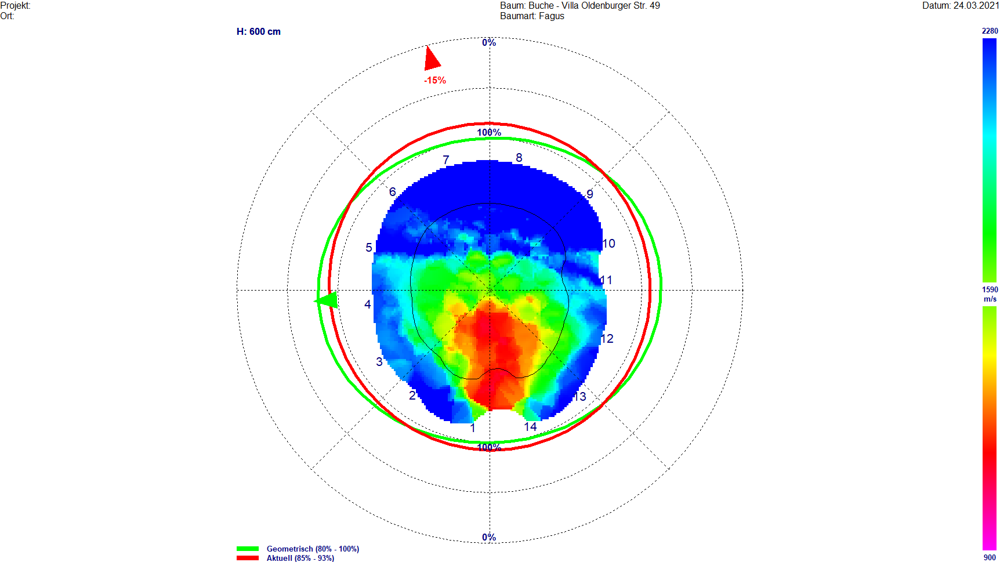 Projekt:
Baum: Buche - Villa Oldenburger Str. 49
Datum: 24.03.2021
Ort:
Baumart: Fagus
H: 600 cm
2280
0%
-15%
100%
7
8
6
9
5
10
11
1590
m/s
4
12
3
2
13
1
14
100%
0%
Geometrisch (80% - 100%)
Aktuell (85% - 93%)
900